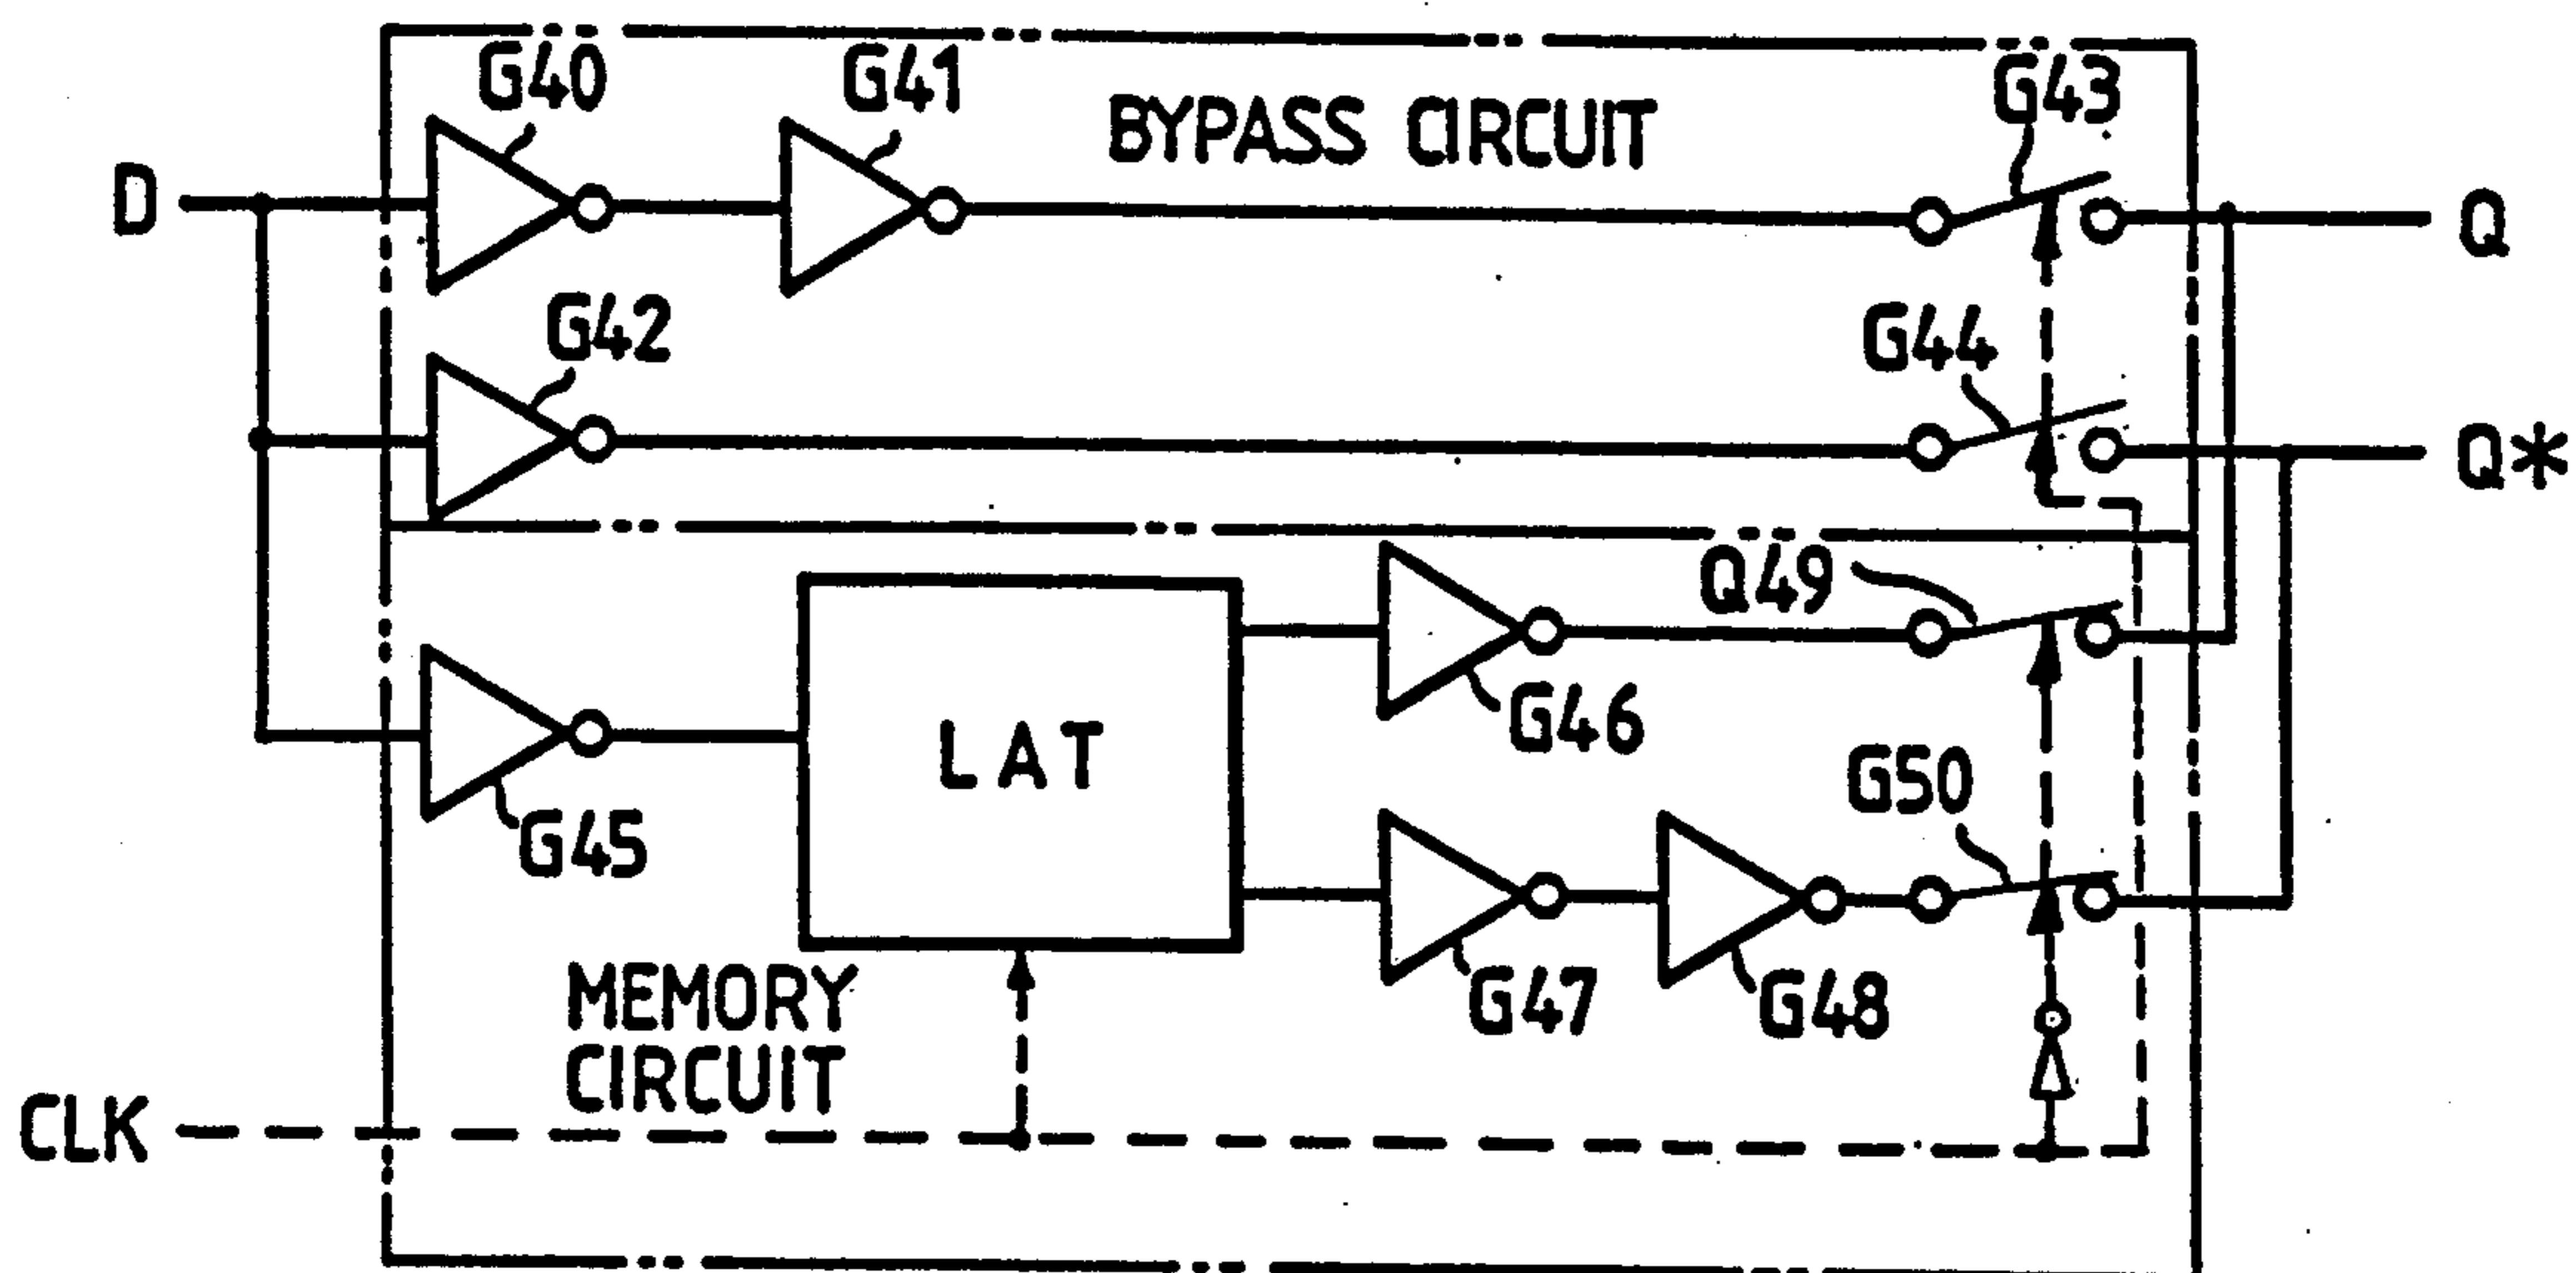 G40
G41
G43
BYPASS CIRCUIT
D
Q
G42
G44
Q*
Q49
G46
LAT
G50
G45
G47
G48
MEMORY
CIRCUIT
CLK